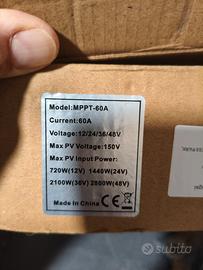 Model:MPPT-60A
Current:60A
Voltage:12/24/36/48V
Max PV Voltage:150V
Max PV Input Power:
720W(12V) 1440W(24V)
2100W(36V) 2800W(48V)
Made In China CE
subito